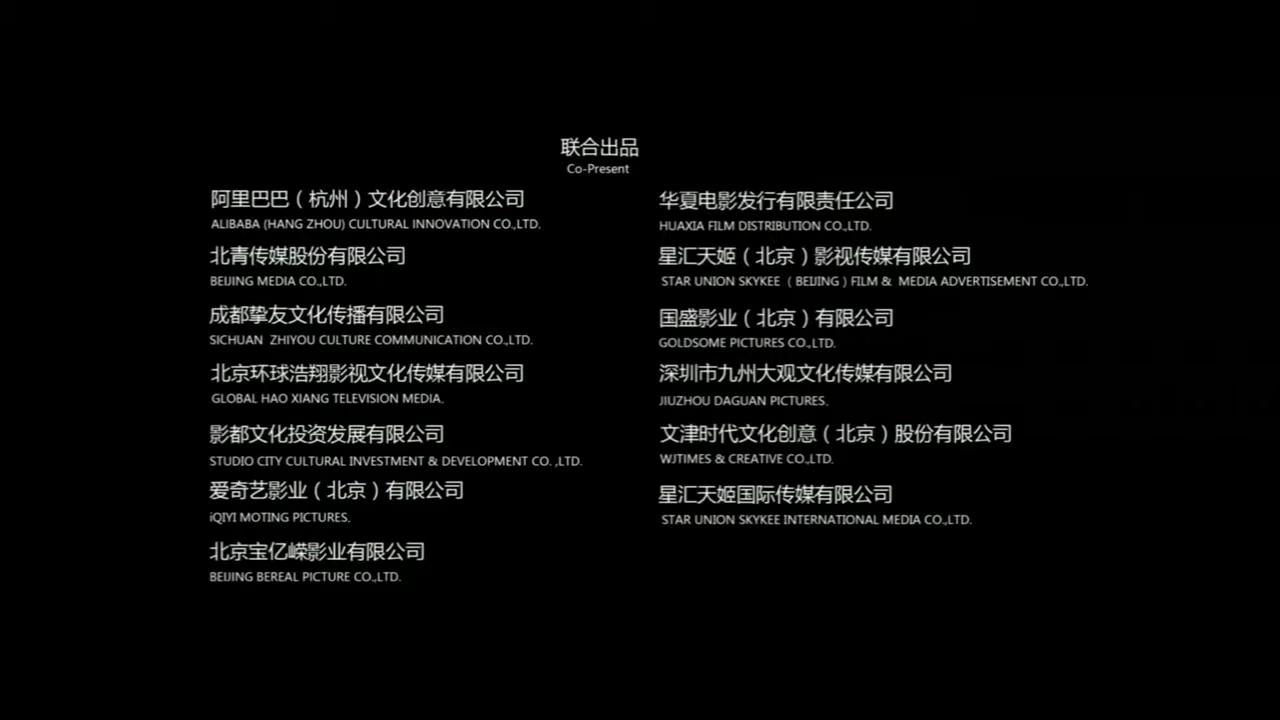 联合出品
Co-Present
阿里巴巴（杭州）文化创意有限公司
ALIBABA (HANG ZHOU) CULTURAL INNOVATION CO.,LTD.
北青传媒股份有限公司
BEIJING MEDIA CO.,LTD.
成都挚友文化传播有限公司
SICHUAN ZHIYOU CULTURE COMMUNICATION CO.,LTD.
北京环球浩翔影视文化传媒有限公司
GLOBAL HAO XIANG TELEVISION MEDIA.
影都文化投资发展有限公司
STUDIO CITY CULTURAL INVESTMENT & DEVELOPMENT CO. ,LTD.
爱奇艺影业（北京）有限公司
iQIYI MOTING PICTURES.
北京宝亿嵘影业有限公司
BEIJING BEREAL PICTURE CO.,LTD.
华夏电影发行有限责任公司
HUAXIA FILM DISTRIBUTION CO.,LTD.
星汇天姬（北京）影视传媒有限公司
STAR UNION SKYKEE （BEIJING）FILM & MEDIA ADVERTISEMENT CO.,LTD.
国盛影业（北京）有限公司
GOLDSOME PICTURES CO.,LTD.
深圳市九州大观文化传媒有限公司
JIUZHOU DAGUAN PICTURES.
文津时代文化创意（北京）股份有限公司
WJTIMES & CREATIVE CO.,LTD.
星汇天姬国际传媒有限公司
STAR UNION SKYKEE INTERNATIONAL MEDIA CO.,LTD.